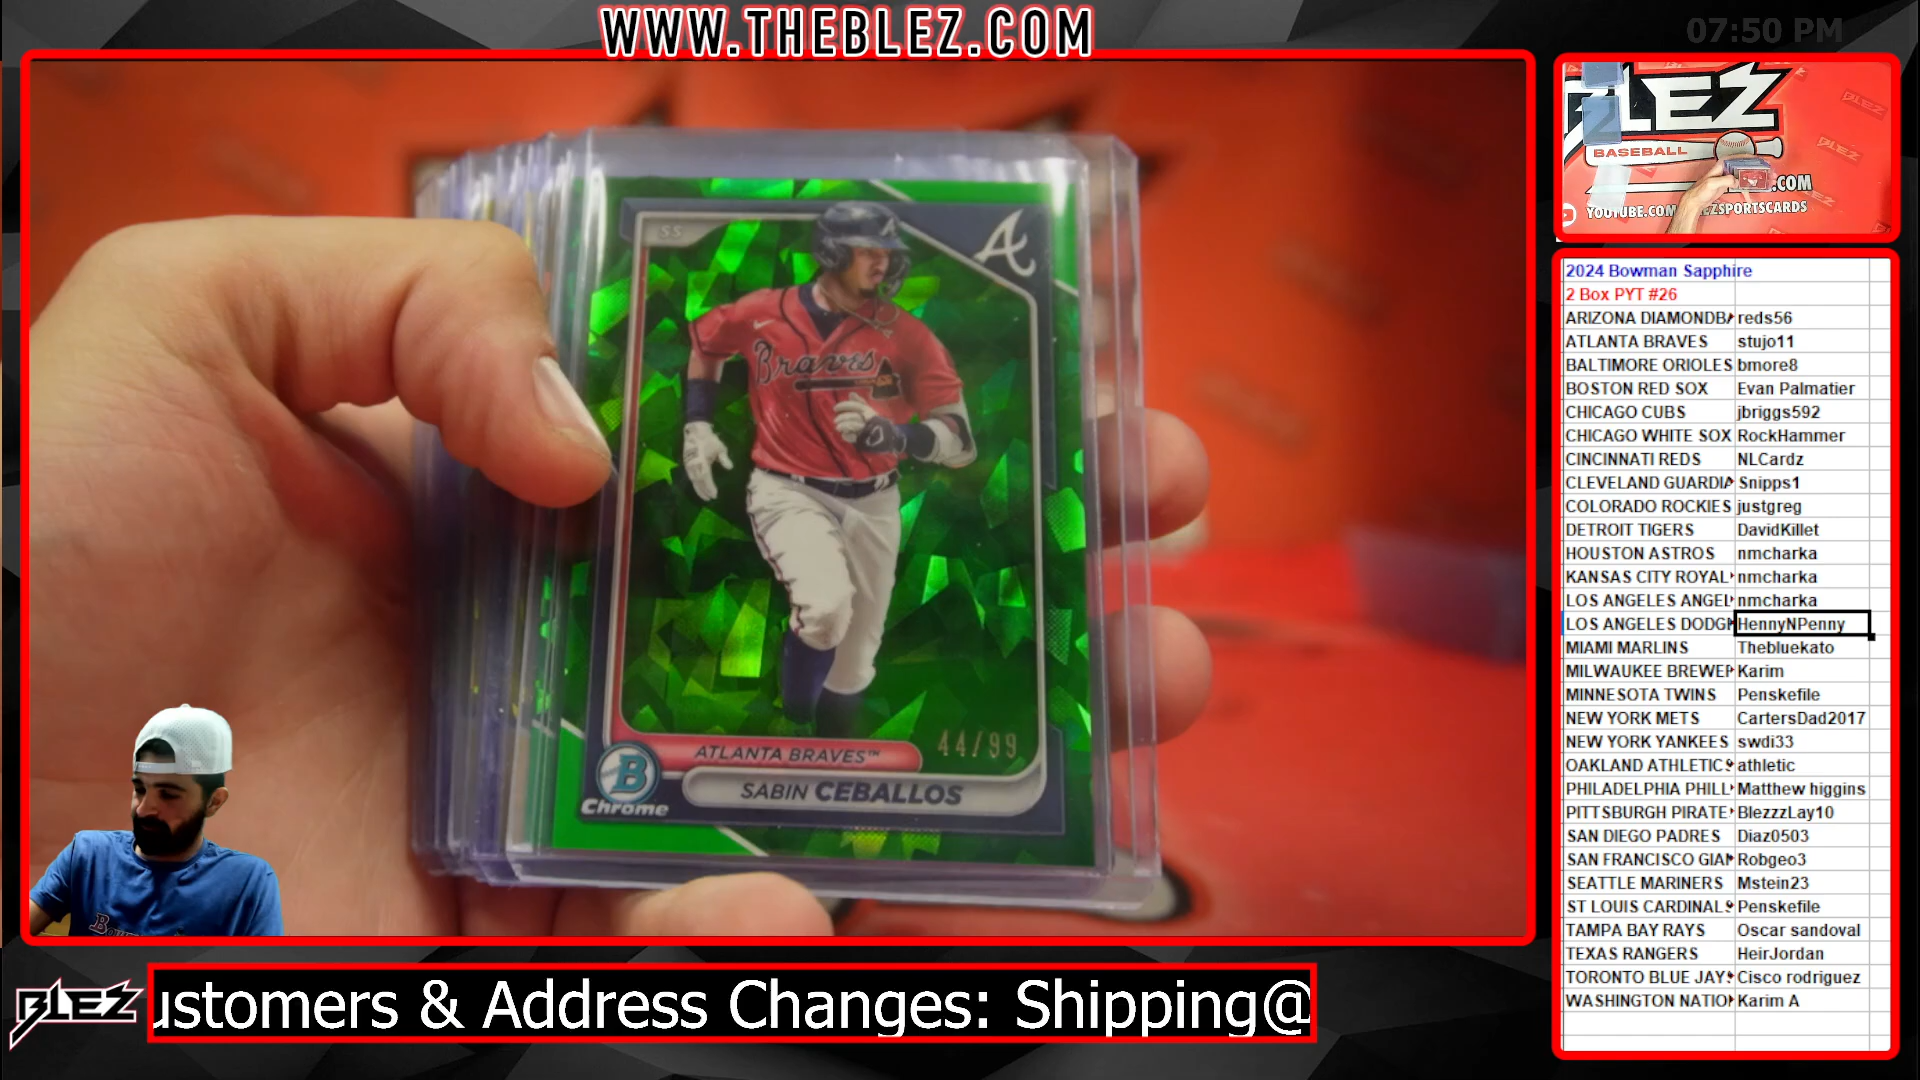 WWW.THEBLEZ.COM
07:50 PM
SS
A
Braves
44/99
ATLANTA BRAVES™
SABIN CEBALLOS
B
Chrome
BLEZ
BASEBALL
.COM
YOUTUBE.COM
ZSPORTSCARDS
2024 Bowman Sapphire
2 Box PYT #26
ARIZONA DIAMONDBA reds56
ATLANTA BRAVES stujo11
BALTIMORE ORIOLES bmore8
BOSTON RED SOX Evan Palmatier
CHICAGO CUBS jbriggs592
CHICAGO WHITE SOX RockHammer
CINCINNATI REDS NLCardz
CLEVELAND GUARDIA Snipps1
COLORADO ROCKIES justgreg
DETROIT TIGERS DavidKillet
HOUSTON ASTROS nmcharka
KANSAS CITY ROYAL nmcharka
LOS ANGELES ANGEL nmcharka
LOS ANGELES DODG HennyNPenny
MIAMI MARLINS Thebluekato
MILWAUKEE BREWE Karim
MINNESOTA TWINS Penskefile
NEW YORK METS CartersDad2017
NEW YORK YANKEES swdi33
OAKLAND ATHLETICS athletic
PHILADELPHIA PHILL Matthew higgins
PITTSBURGH PIRATE BlezzzLay10
SAN DIEGO PADRES Diaz0503
SAN FRANCISCO GIA Robgeo3
SEATTLE MARINERS Mstein23
ST LOUIS CARDINALS Penskefile
TAMPA BAY RAYS Oscar sandoval
TEXAS RANGERS HeirJordan
TORONTO BLUE JAYS Cisco rodriguez
WASHINGTON NATIO Karim A
BLEZ
ustomers & Address Changes: Shipping@